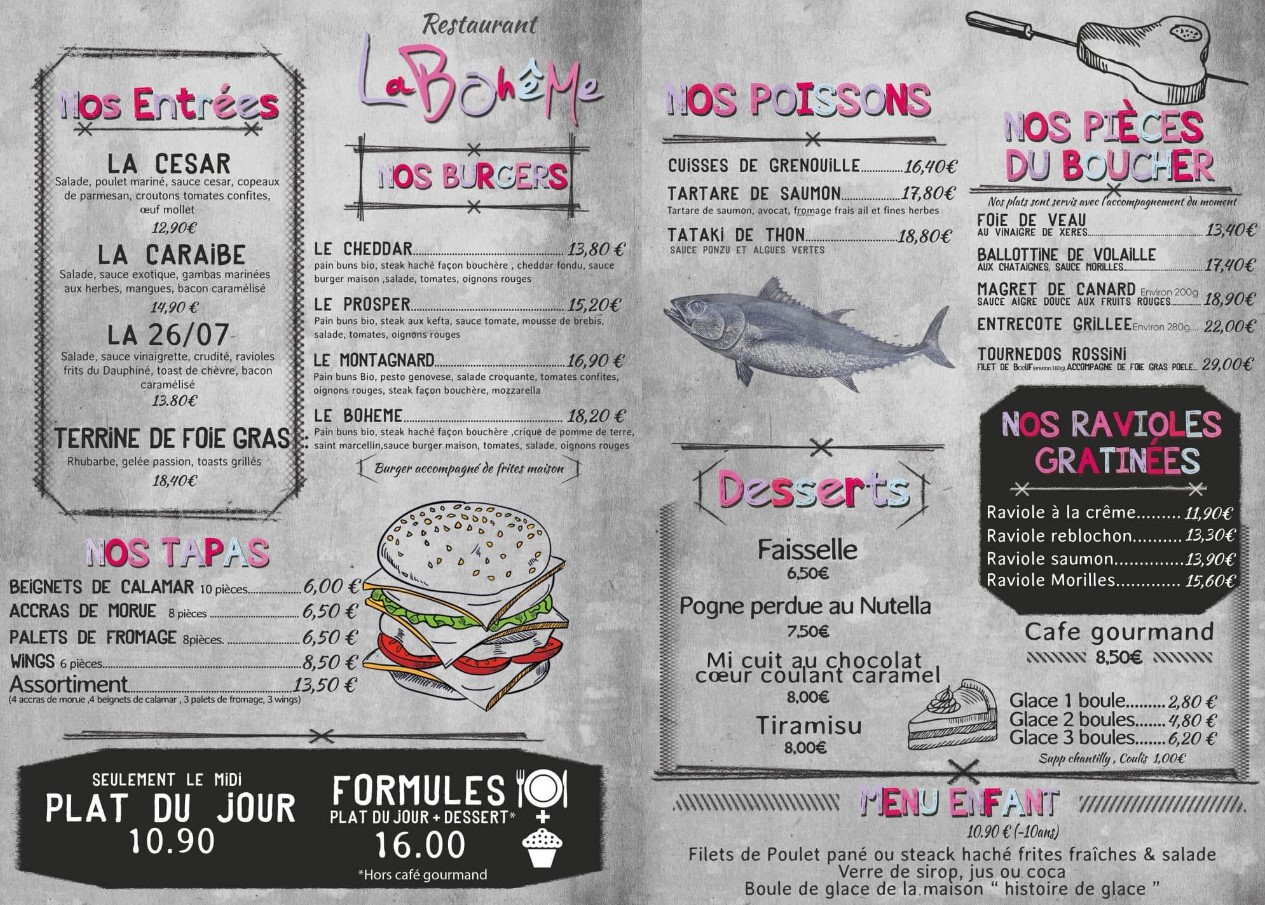 Restaurant
LaBohêMe
Nos Entrées
LA CESAR
Salade, poulet mariné, sauce cesar, copeaux
de parmesan, croutons tomates confites,
œuf mollet
12,90€
LA CARAïBE
Salade, sauce exotique, gambas marinées
aux herbes, mangues, bacon caramélisé
14,90 €
LA 26/07
Salade, sauce vinaigrette, crudité, ravioles
frits du Dauphiné, toast de chèvre, bacon
caramélisé
13.80€
TERRINE DE FOIE GRAS
Rhubarbe, gelée passion, toasts grillés
18,40€
NOS BURGERS
LE CHEDDAR 13,80 €
pain buns bio, steak haché façon bouchère , cheddar fondu, sauce
burger maison ,salade, tomates, oignons rouges
LE PROSPER 15,20€
Pain buns bio, steak aux kefta, sauce tomate, mousse de brebis,
salade, tomates, oignons rouges
LE MONTAGNARD 16,90 €
Pain buns Bio, pesto genovese, salade croquante, tomates confites,
oignons rouges, steak façon bouchère, mozzarella
LE BOHEME 18,20 €
Pain buns bio, steak haché façon bouchère ,crique de pomme de terre,
saint marcellin,sauce burger maison, tomates, salade, oignons rouges
Burger accompagné de frites maison
NOS TAPAS
BEIGNETS DE CALAMAR 10 pièces 6,00 €
ACCRAS DE MORUE 8 pièces 6,50 €
PALETS DE FROMAGE 8pièces. 6,50 €
WINGS 6 pièces 8,50 €
Assortiment 13,50 €
(4 accras de morue ,4 beignets de calamar , 3 palets de fromage, 3 wings)
SEULEMENT LE MiDi
PLAT DU JOUR
10.90
FORMULES
PLAT DU JOUR + DESSERT*
16.00
*Hors café gourmand
NOS POISSONS
CUISSES DE GRENOUILLE 16,40€
TARTARE DE SAUMON 17,80€
Tartare de saumon, avocat, fromage frais ail et fines herbes
TATAKI DE THON 18,80€
SAUCE PONZU ET ALGUES VERTES
NOS PIÈCES
DU BOUCHER
Nos plats sont servis avec l'accompagnement du moment
FOIE DE VEAU
AU VINAIGRE DE XERES 13,40€
BALLOTTINE DE VOLAILLE
AUX CHATAIGNES, SAUCE MORILLES 17,40€
MAGRET DE CANARD Environ 200g
SAUCE AIGRE DOUCE AUX FRUITS ROUGES 18,90€
ENTRECOTE GRILLEE Environ 280g 22,00€
TOURNEDOS ROSSINI
FILET DE BœUF environ 180g, ACCOMPAGNE DE FOIE GRAS POELE 29,00€
NOS RAVIOLES
GRATINÉES
Raviole à la crême......... 11,90€
Raviole reblochon.......... 13,30€
Raviole saumon............. 13,90€
Raviole Morilles............ 15,60€
Desserts
Faisselle
6,50€
Pogne perdue au Nutella
7,50€
Mi cuit au chocolat
cœur coulant caramel
8,00€
Tiramisu
8,00€
Cafe gourmand
8,50€
Glace 1 boule......... 2,80 €
Glace 2 boules....... 4,80 €
Glace 3 boules....... 6,20 €
Supp chantilly , Coulis 1,00€
MENU ENFANT
10.90 € (-10ans)
Filets de Poulet pané ou steack haché frites fraîches & salade
Verre de sirop, jus ou coca
Boule de glace de la maison “ histoire de glace ”